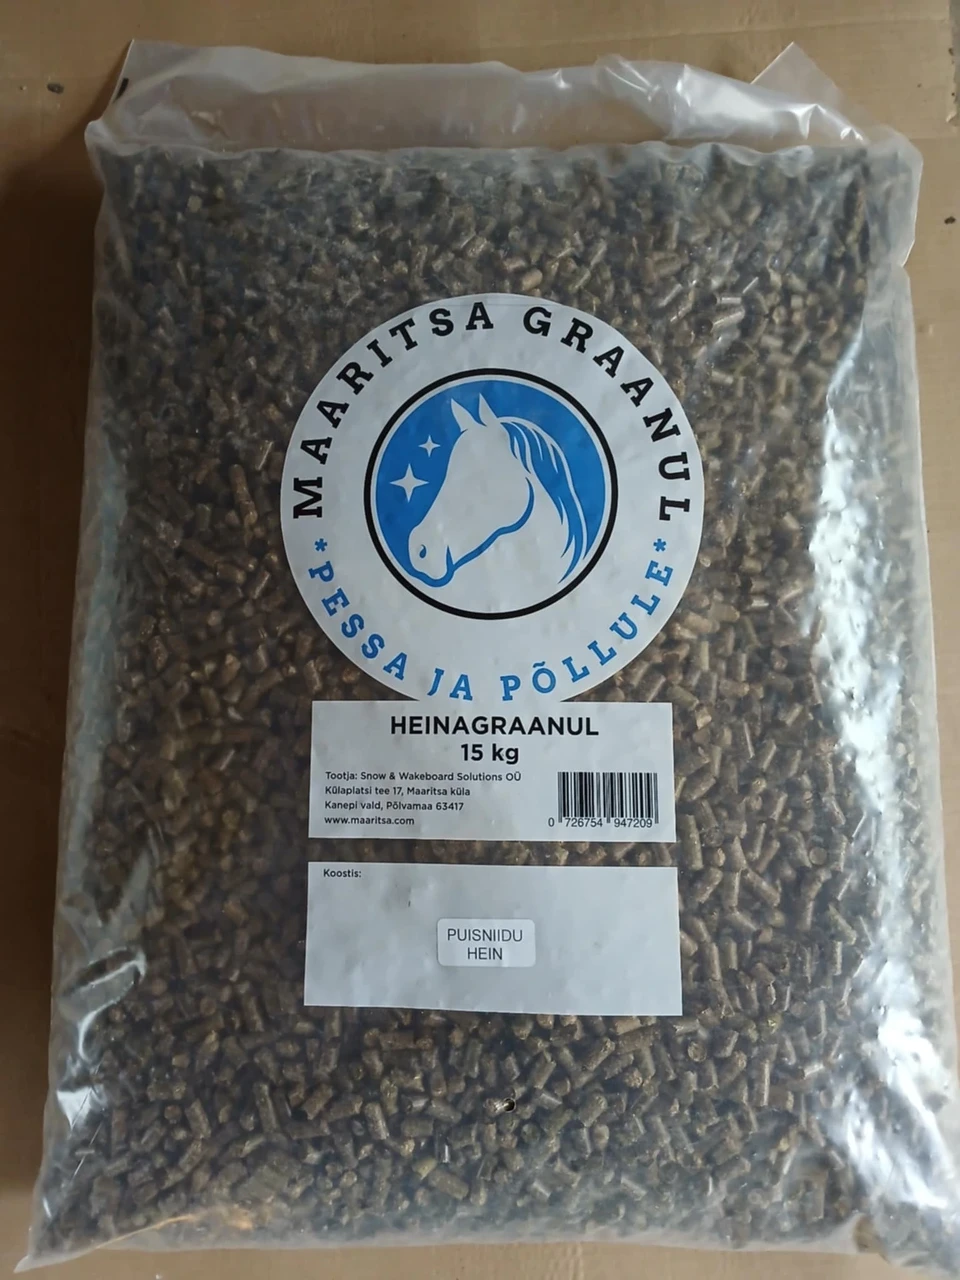 MAARITSA GRAANUL
* PESSA JA PÕLLULE *
HEINAGRAANUL
15 kg
Tootja: Snow & Wakeboard Solutions OÜ
Külaplatsi tee 17, Maaritsa küla
Kanepi vald, Põlvamaa 63417
www.maaritsa.com
0 726754 947209
Koostis:
PUISNIIDU
HEIN